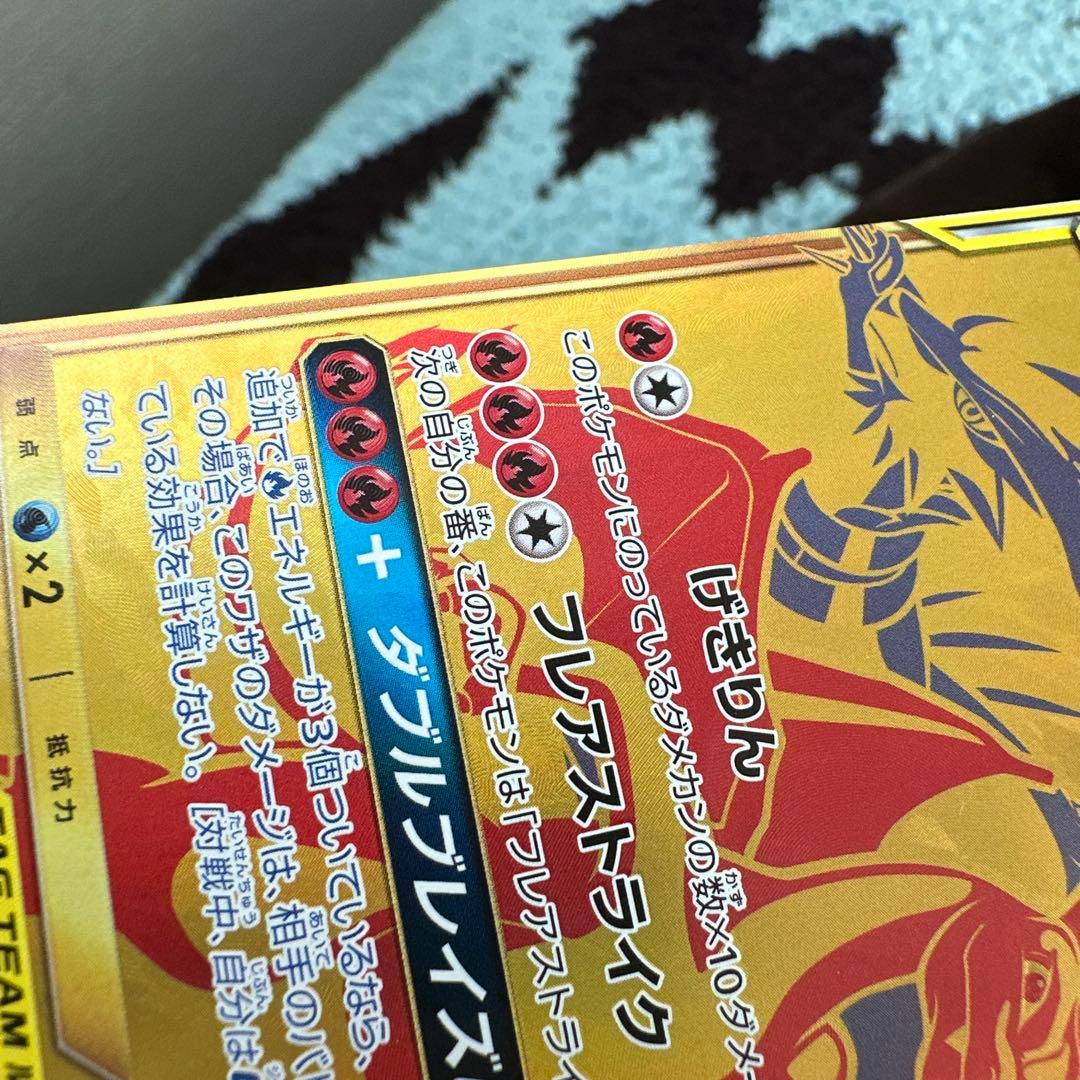 げきりん
このポケモンにのっているダメカンの数×10ダメー
フレアストライク
次の自分の番、このポケモンは「フレアストライ
+ ダブルブレイズ
追加で エネルギーが3個ついているなら、
その場合、このワザのダメージは、相手のバ
ている効果を計算しない。 [対戦中、自分は
ない。]
弱点 ×2 抵抗力
TAG TEAM ル